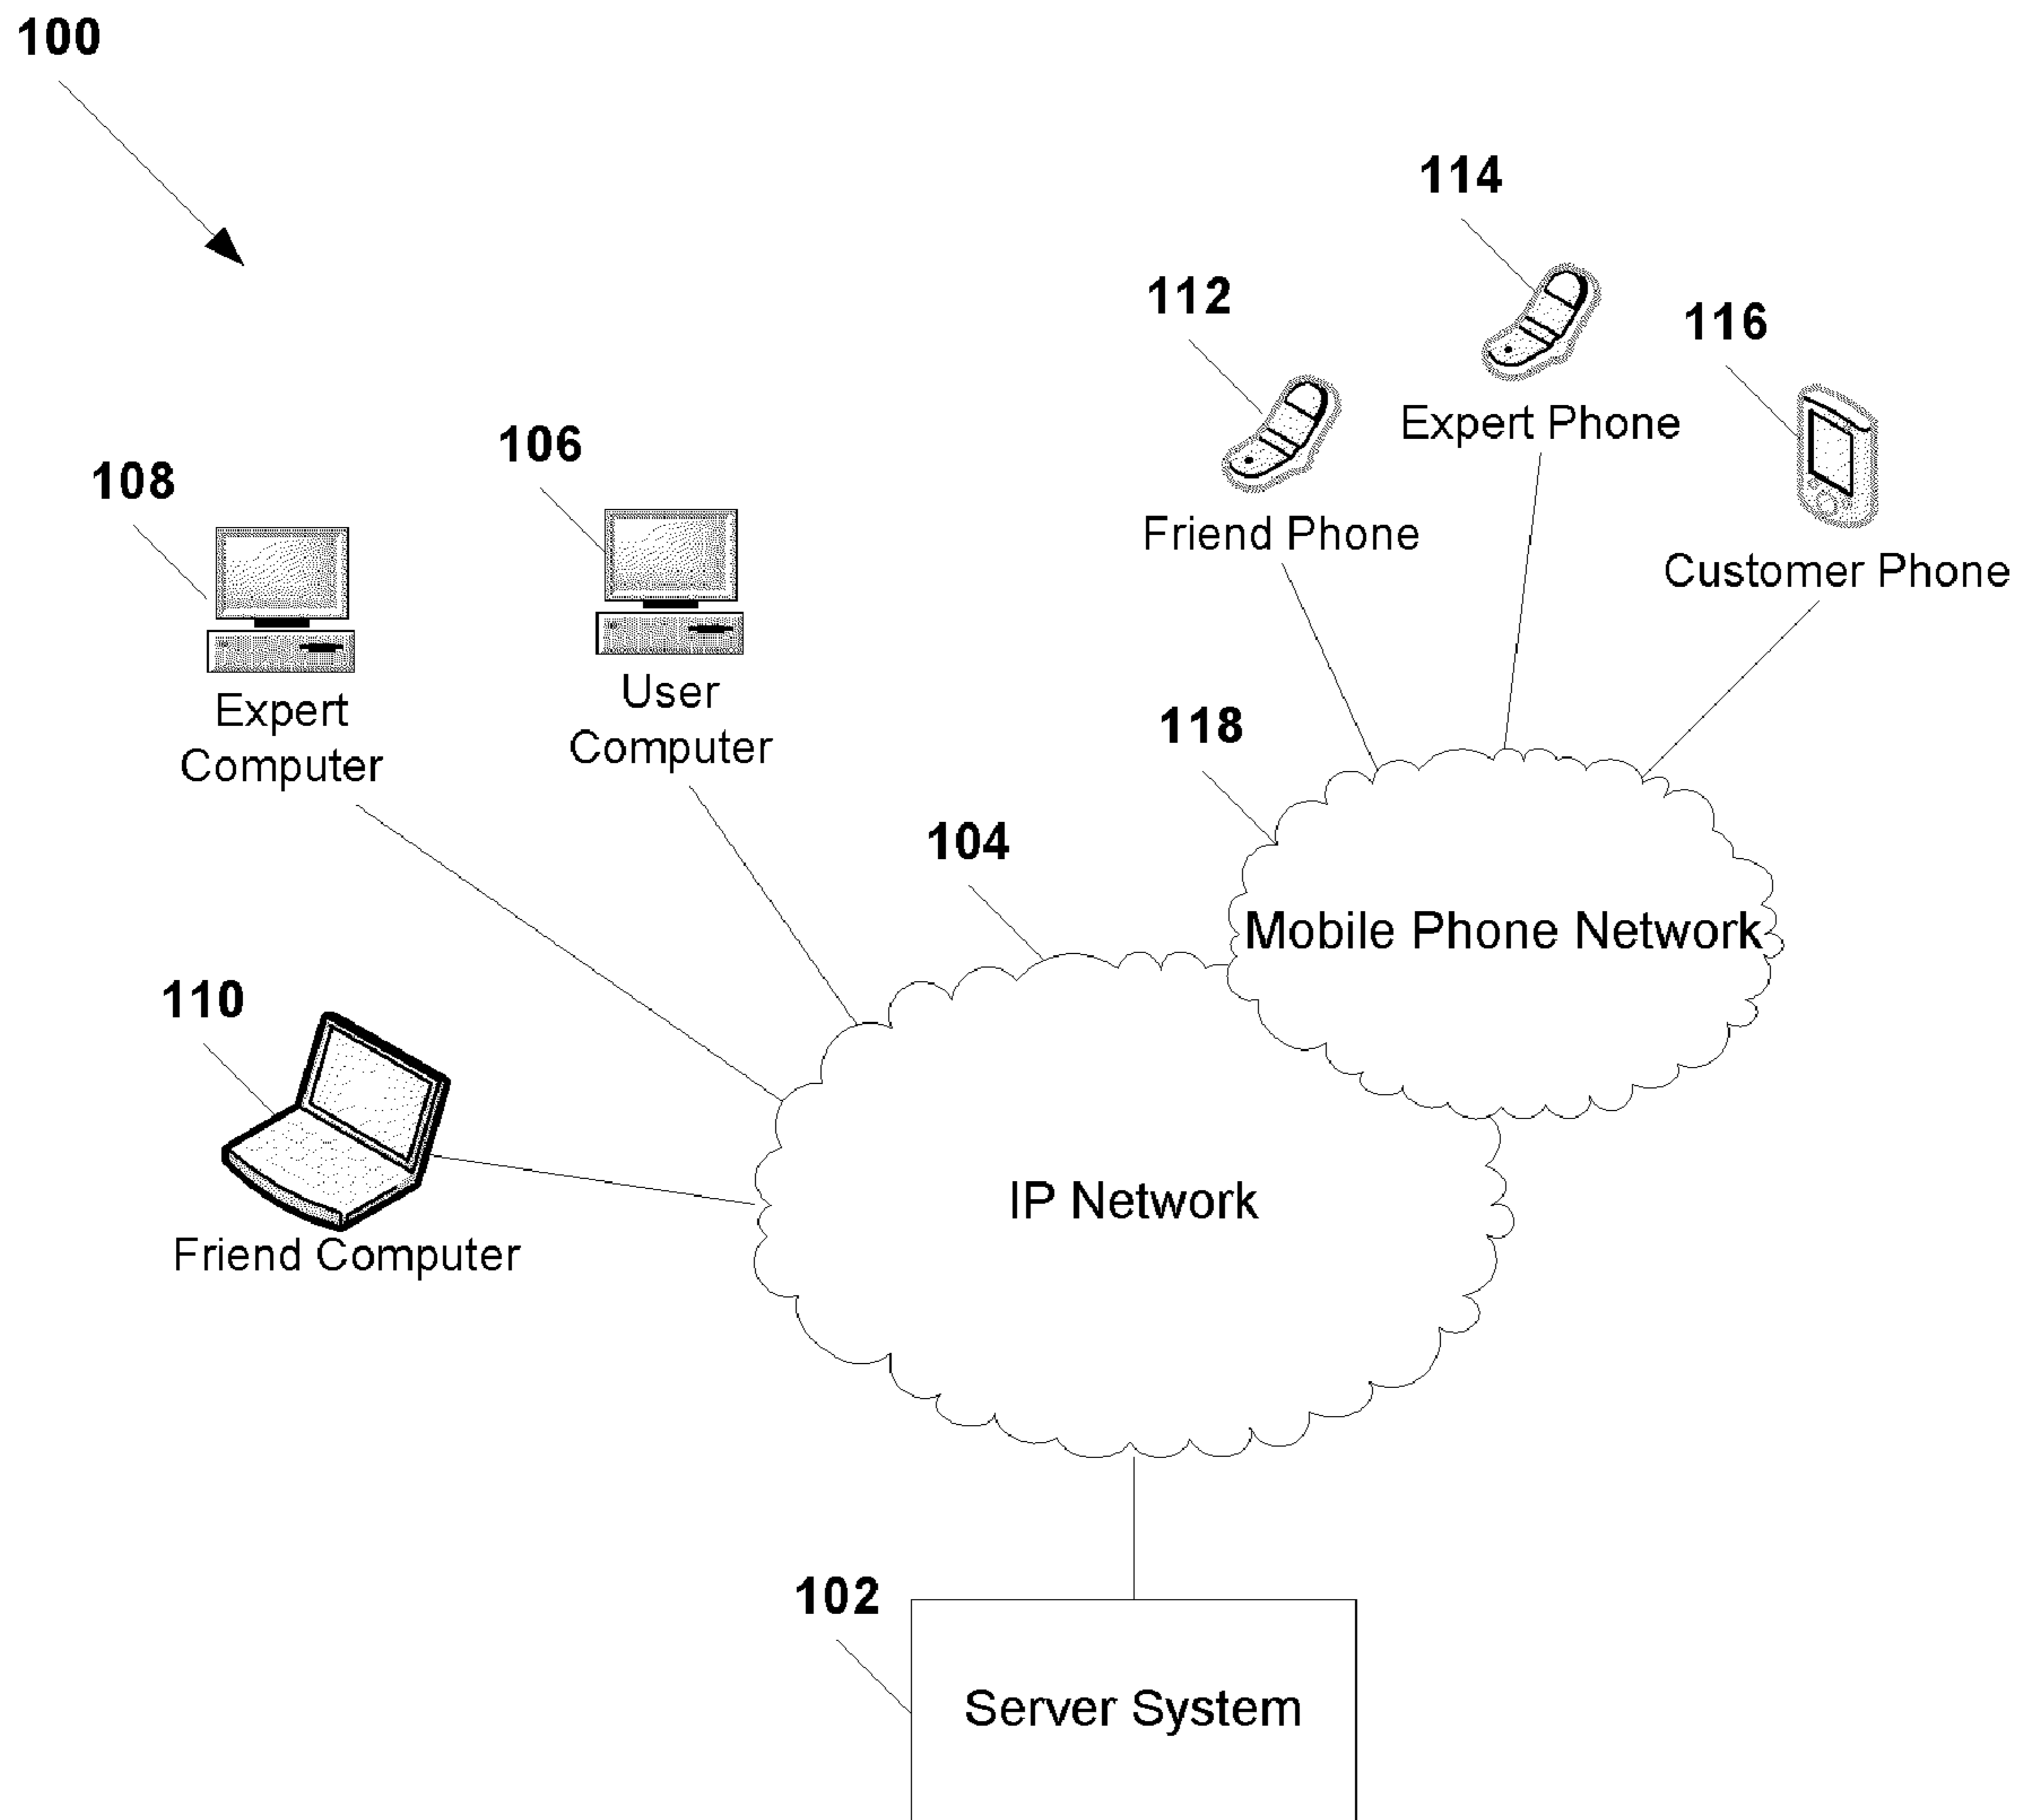 100
114
112
116
Expert Phone
106
108
Friend Phone
Customer Phone
User
Computer
Expert
Computer
118
104
Mobile Phone Network
110
IP Network
Friend Computer
102
Server System